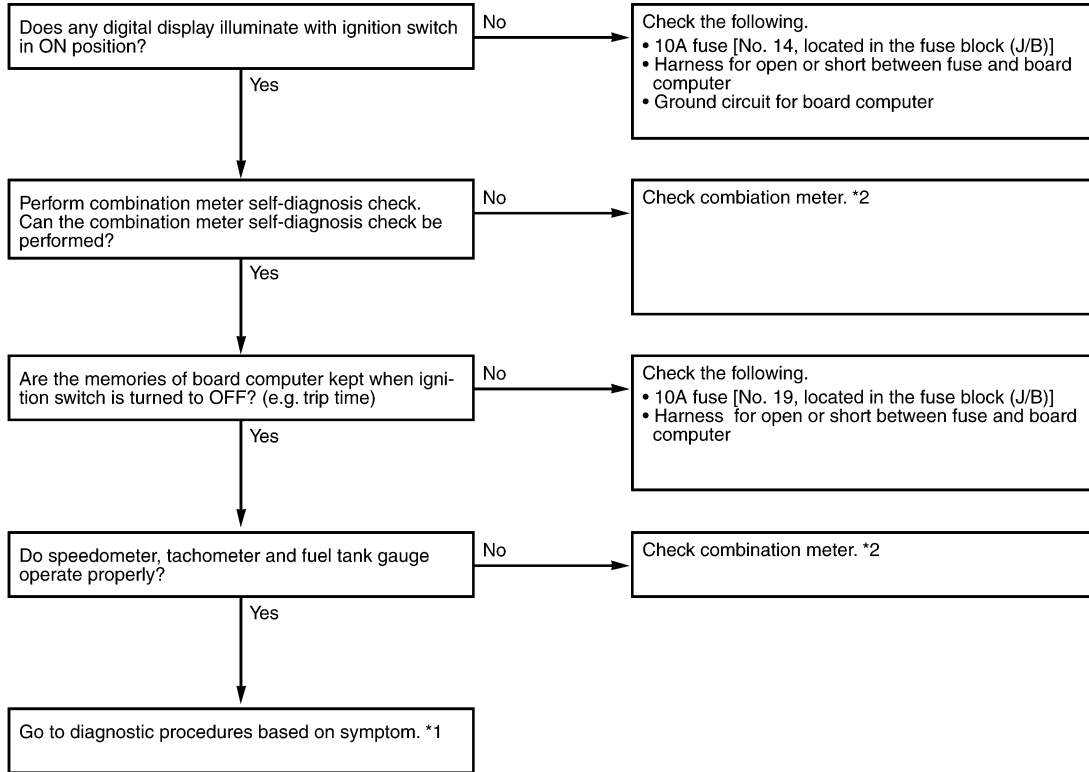 Does any digital display illuminate with ignition switch
in ON position?
No
Check the following.
• 10A fuse [No. 14, located in the fuse block (J/B)]
• Harness for open or short between fuse and board
computer
• Ground circuit for board computer
Yes
Perform combination meter self-diagnosis check.
Can the combination meter self-diagnosis check be
performed?
No
Check combiation meter. *2
Yes
Are the memories of board computer kept when igni-
tion switch is turned to OFF? (e.g. trip time)
No
Check the following.
• 10A fuse [No. 19, located in the fuse block (J/B)]
• Harness for open or short between fuse and board
computer
Yes
Do speedometer, tachometer and fuel tank gauge
operate properly?
No
Check combination meter. *2
Yes
Go to diagnostic procedures based on symptom. *1